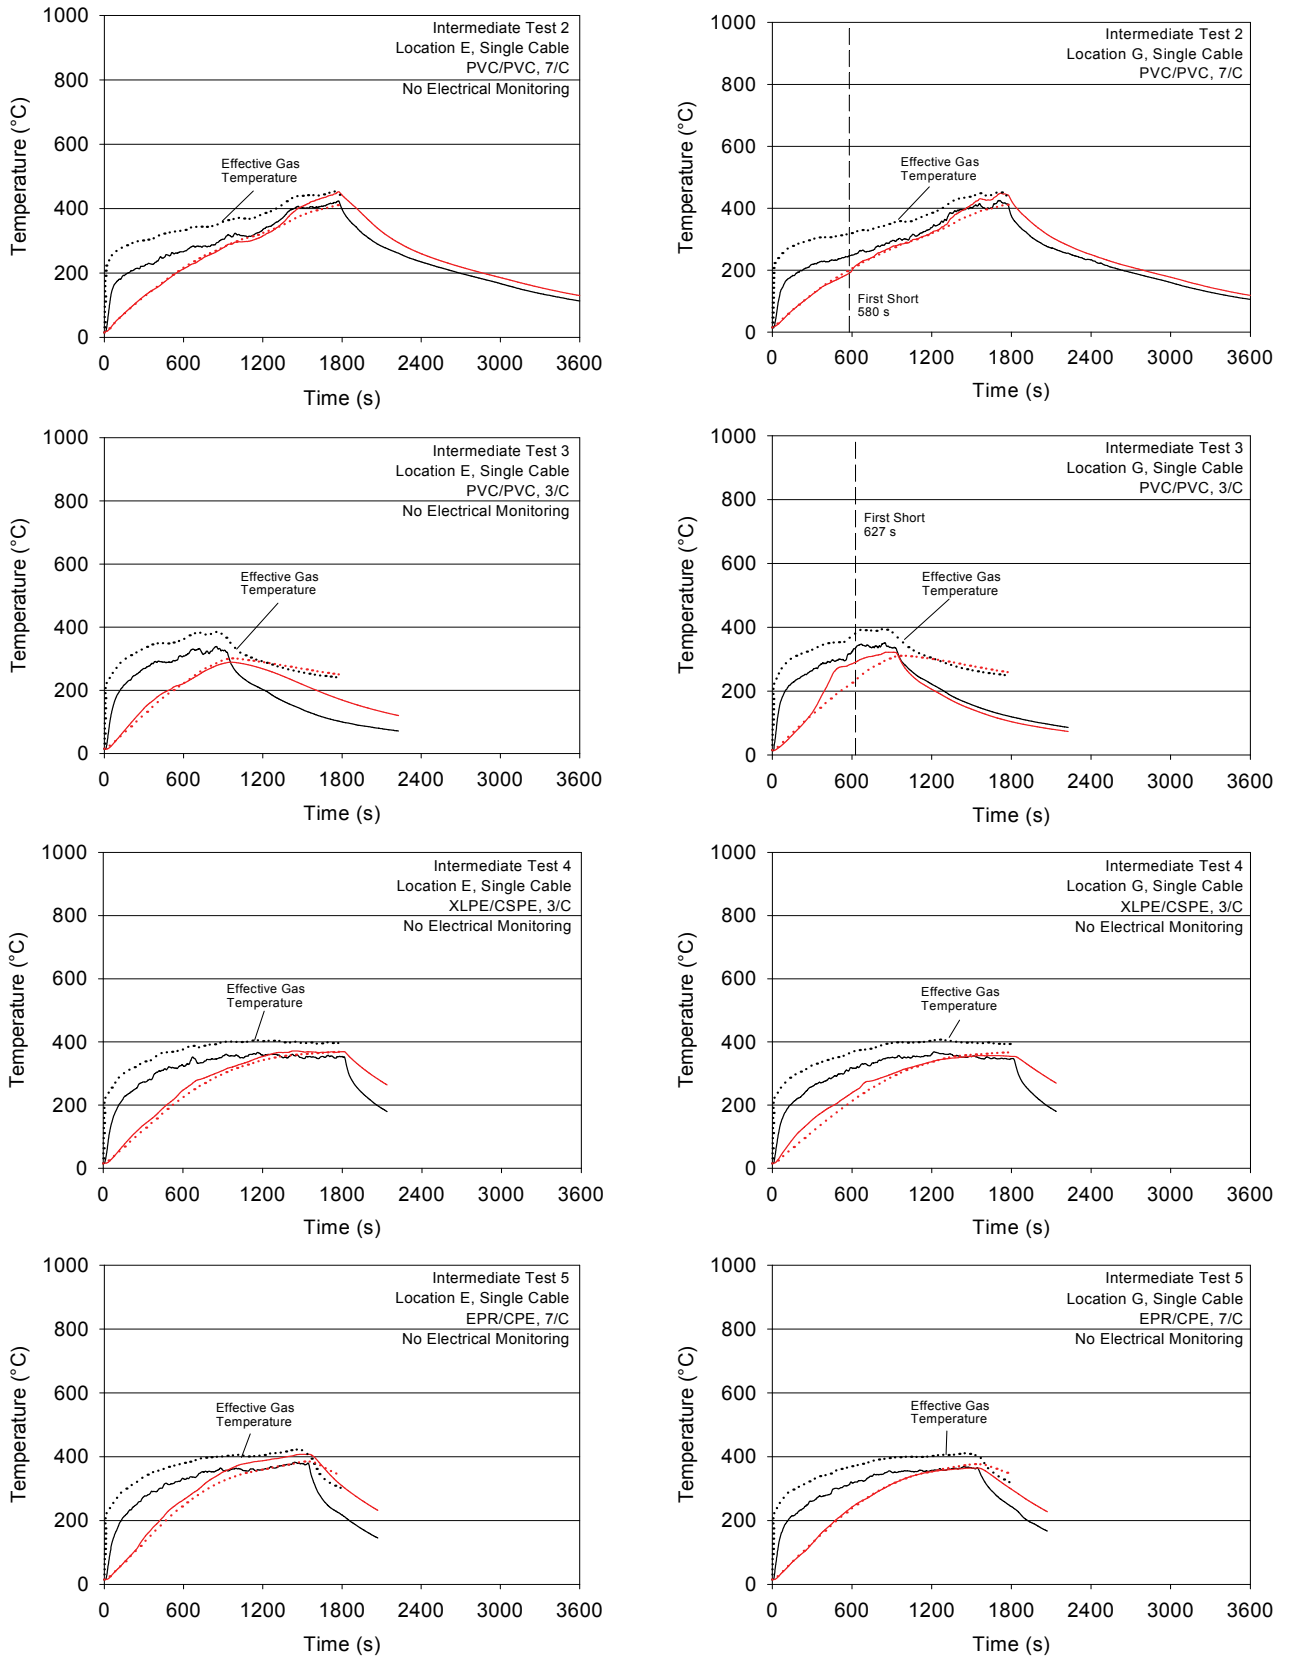 1000
800
600
400
200
0
Temperature (°C)
Intermediate Test 2
Location E, Single Cable
PVC/PVC, 7/C
No Electrical Monitoring
Effective Gas
Temperature
0 600 1200 1800 2400 3000 3600
Time (s)
1000
800
600
400
200
0
Temperature (°C)
Intermediate Test 2
Location G, Single Cable
PVC/PVC, 7/C
Effective Gas
Temperature
First Short
580 s
0 600 1200 1800 2400 3000 3600
Time (s)
1000
800
600
400
200
0
Temperature (°C)
Intermediate Test 3
Location E, Single Cable
PVC/PVC, 3/C
No Electrical Monitoring
Effective Gas
Temperature
0 600 1200 1800 2400 3000 3600
Time (s)
1000
800
600
400
200
0
Temperature (°C)
Intermediate Test 3
Location G, Single Cable
PVC/PVC, 3/C
First Short
627 s
Effective Gas
Temperature
0 600 1200 1800 2400 3000 3600
Time (s)
1000
800
600
400
200
0
Temperature (°C)
Intermediate Test 4
Location E, Single Cable
XLPE/CSPE, 3/C
No Electrical Monitoring
Effective Gas
Temperature
0 600 1200 1800 2400 3000 3600
Time (s)
1000
800
600
400
200
0
Temperature (°C)
Intermediate Test 4
Location G, Single Cable
XLPE/CSPE, 3/C
No Electrical Monitoring
Effective Gas
Temperature
0 600 1200 1800 2400 3000 3600
Time (s)
1000
800
600
400
200
0
Temperature (°C)
Intermediate Test 5
Location E, Single Cable
EPR/CPE, 7/C
No Electrical Monitoring
Effective Gas
Temperature
0 600 1200 1800 2400 3000 3600
Time (s)
1000
800
600
400
200
0
Temperature (°C)
Intermediate Test 5
Location G, Single Cable
EPR/CPE, 7/C
No Electrical Monitoring
Effective Gas
Temperature
0 600 1200 1800 2400 3000 3600
Time (s)